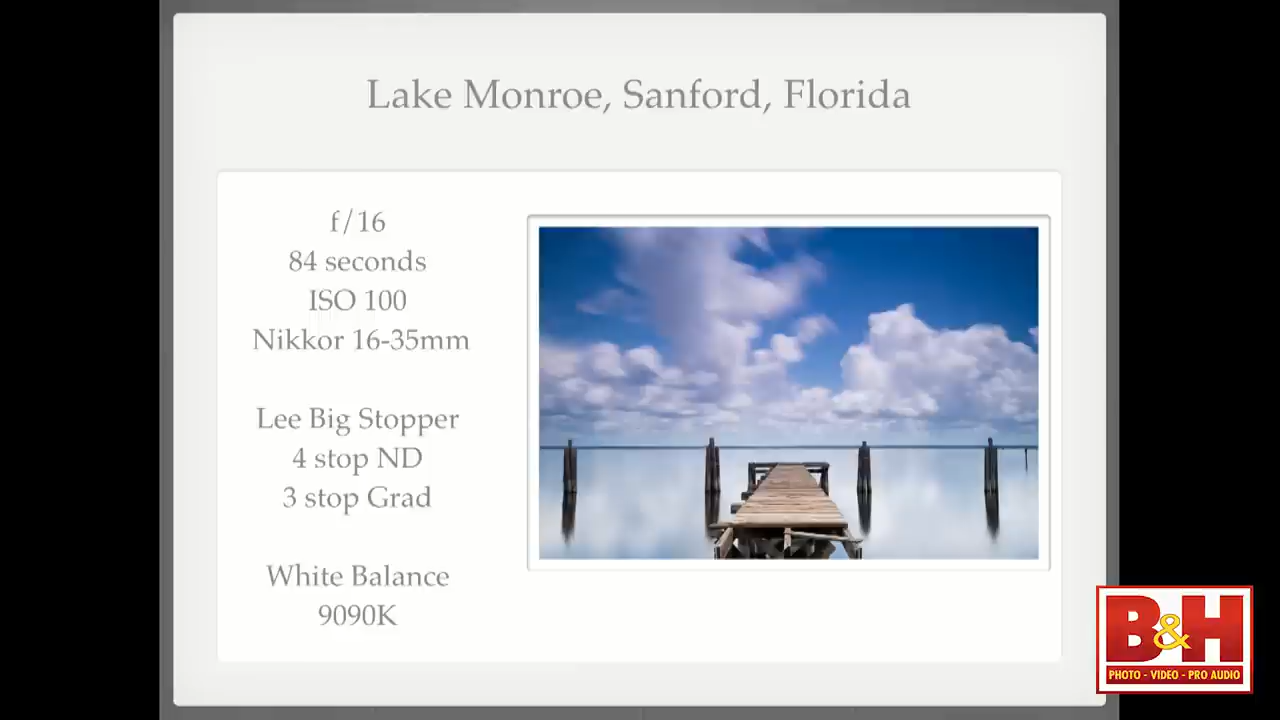 Lake Monroe, Sanford, Florida
f/16
84 seconds
ISO 100
Nikkor 16-35mm
Lee Big Stopper
4 stop ND
3 stop Grad
White Balance
9090K
B&H
PHOTO - VIDEO - PRO AUDIO